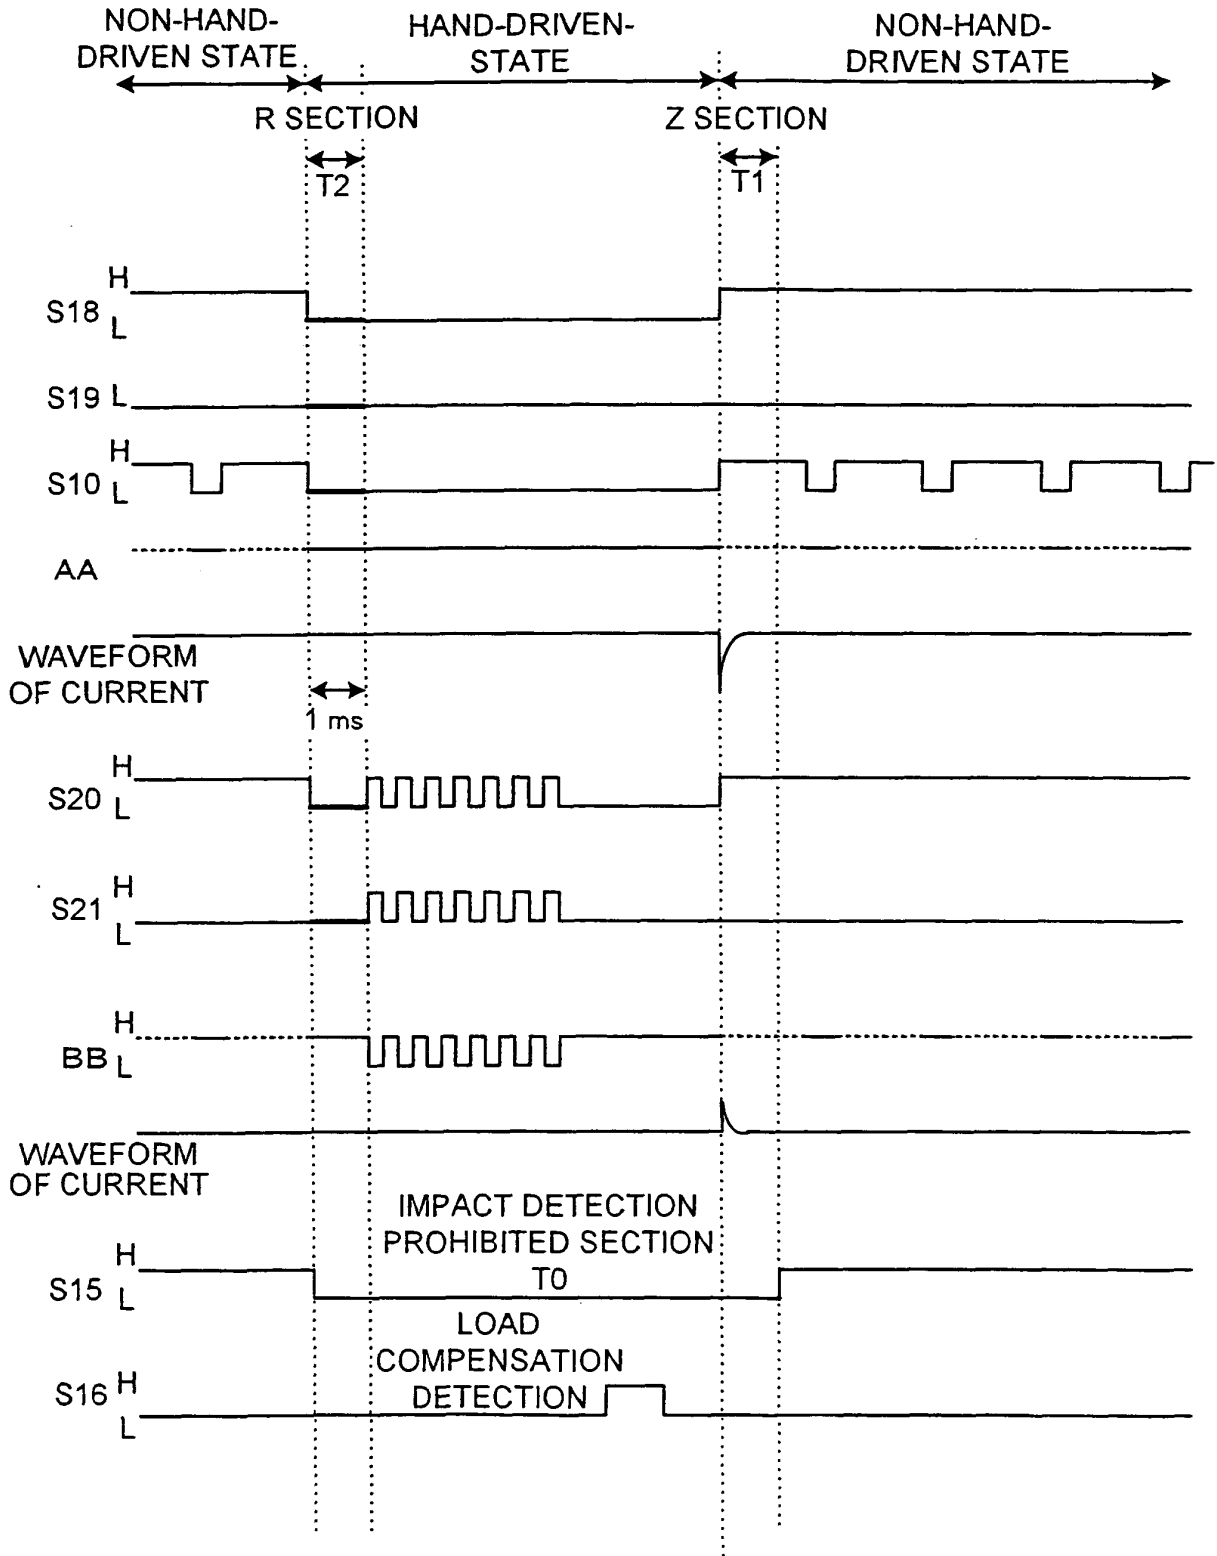 NON-HAND-
DRIVEN STATE
HAND-DRIVEN-
STATE
NON-HAND-
DRIVEN STATE
R SECTION
Z SECTION
T2
T1
H
S18
L
S19 L
H
S10 L
AA
WAVEFORM
OF CURRENT
1 ms
H
S20
L
H
S21
L
H
BB L
WAVEFORM
OF CURRENT
IMPACT DETECTION
PROHIBITED SECTION
T0
H
S15 L
LOAD
COMPENSATION
DETECTION
S16 H
L